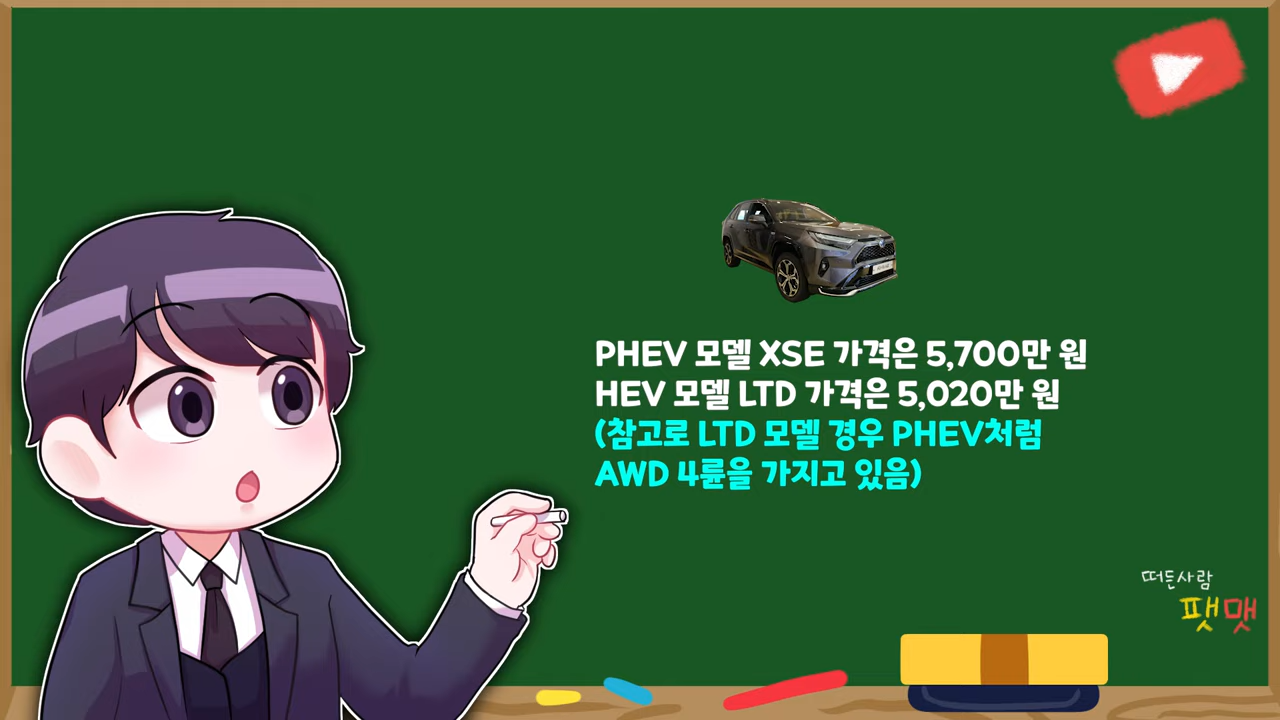 PHEV 모델 XSE 가격은 5,700만 원
HEV 모델 LTD 가격은 5,020만 원
(참고로 LTD 모델 경우 PHEV처럼
AWD 4륜을 가지고 있음)
떠든사람
팻맷